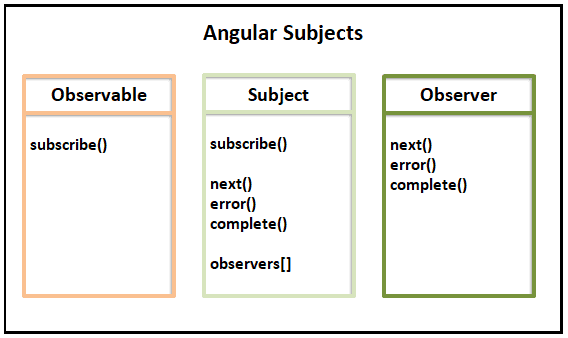 Angular Subjects
Observable
subscribe()
Subject
subscribe()
next()
error()
complete()
observers[]
Observer
next()
error()
complete()